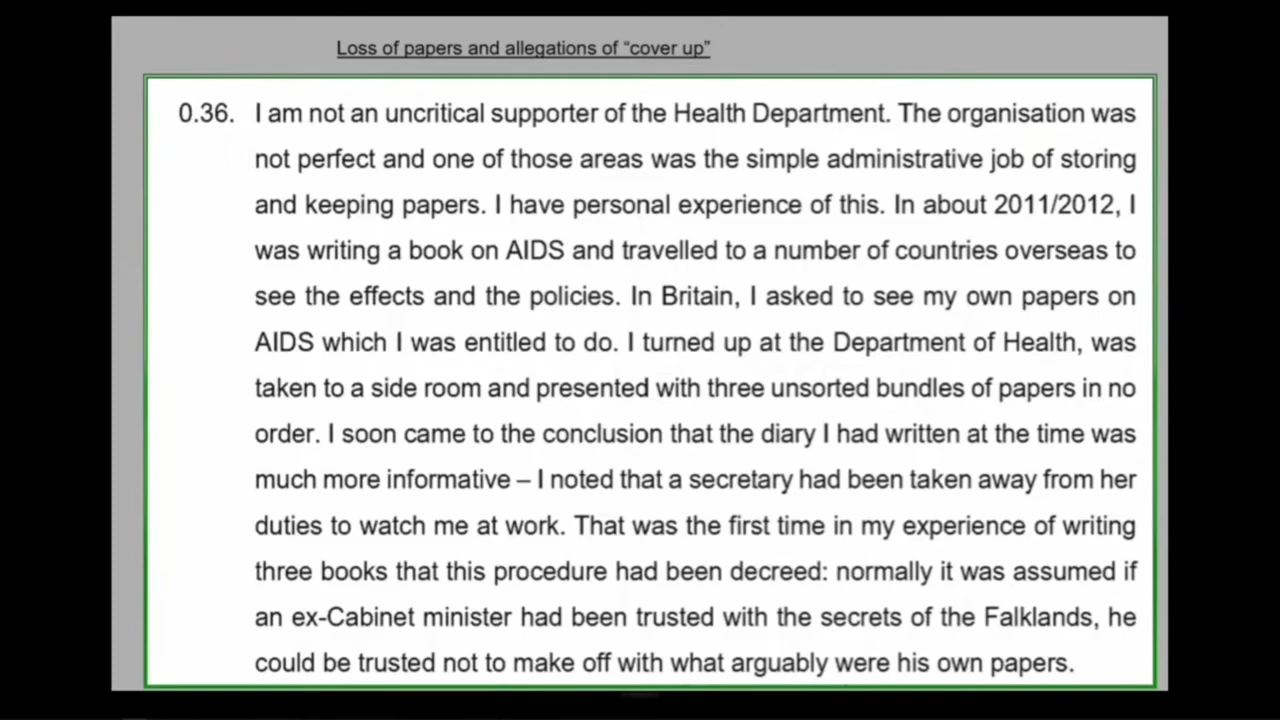 Loss of papers and allegations of “cover up”
0.36. I am not an uncritical supporter of the Health Department. The organisation was
not perfect and one of those areas was the simple administrative job of storing
and keeping papers. I have personal experience of this. In about 2011/2012, I
was writing a book on AIDS and travelled to a number of countries overseas to
see the effects and the policies. In Britain, I asked to see my own papers on
AIDS which I was entitled to do. I turned up at the Department of Health, was
taken to a side room and presented with three unsorted bundles of papers in no
order. I soon came to the conclusion that the diary I had written at the time was
much more informative – I noted that a secretary had been taken away from her
duties to watch me at work. That was the first time in my experience of writing
three books that this procedure had been decreed: normally it was assumed if
an ex-Cabinet minister had been trusted with the secrets of the Falklands, he
could be trusted not to make off with what arguably were his own papers.